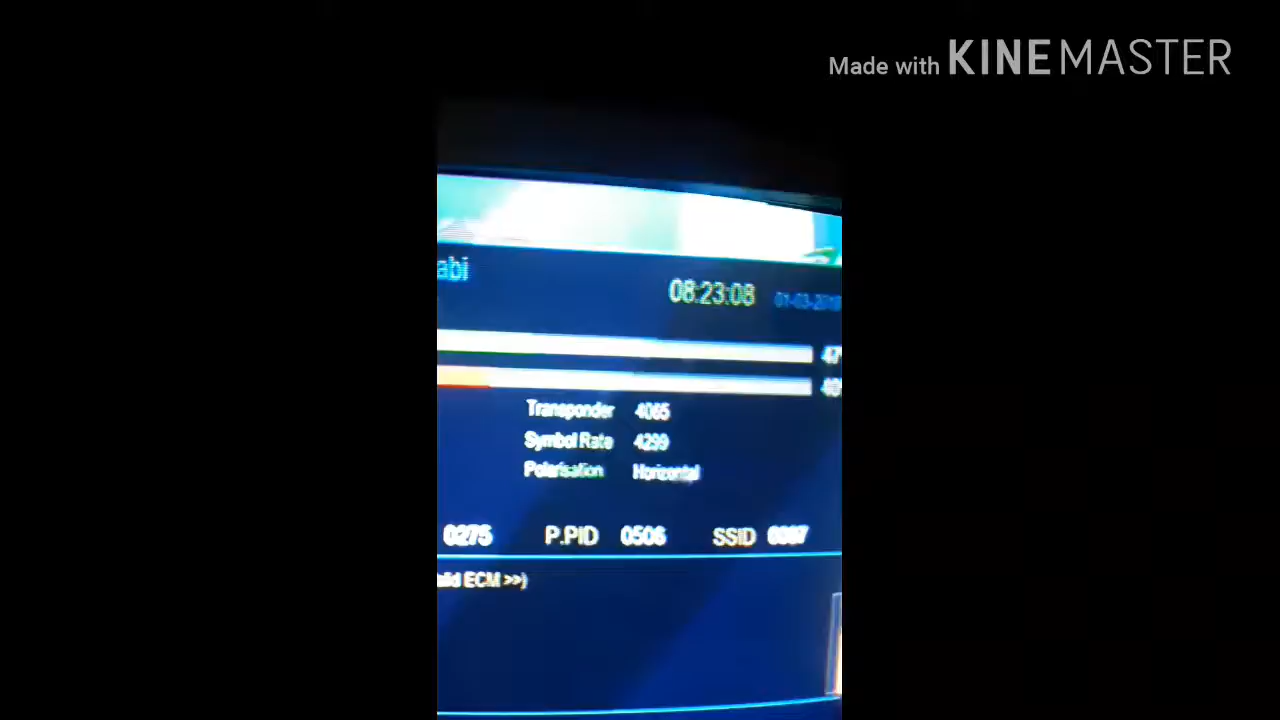 Made with KINEMASTER
abi
08:23:08
47
Transponder 4065
Symbol Rate 4299
Polarisation Horizontal
0275 P.PID 0506 SSID
ECM >>)